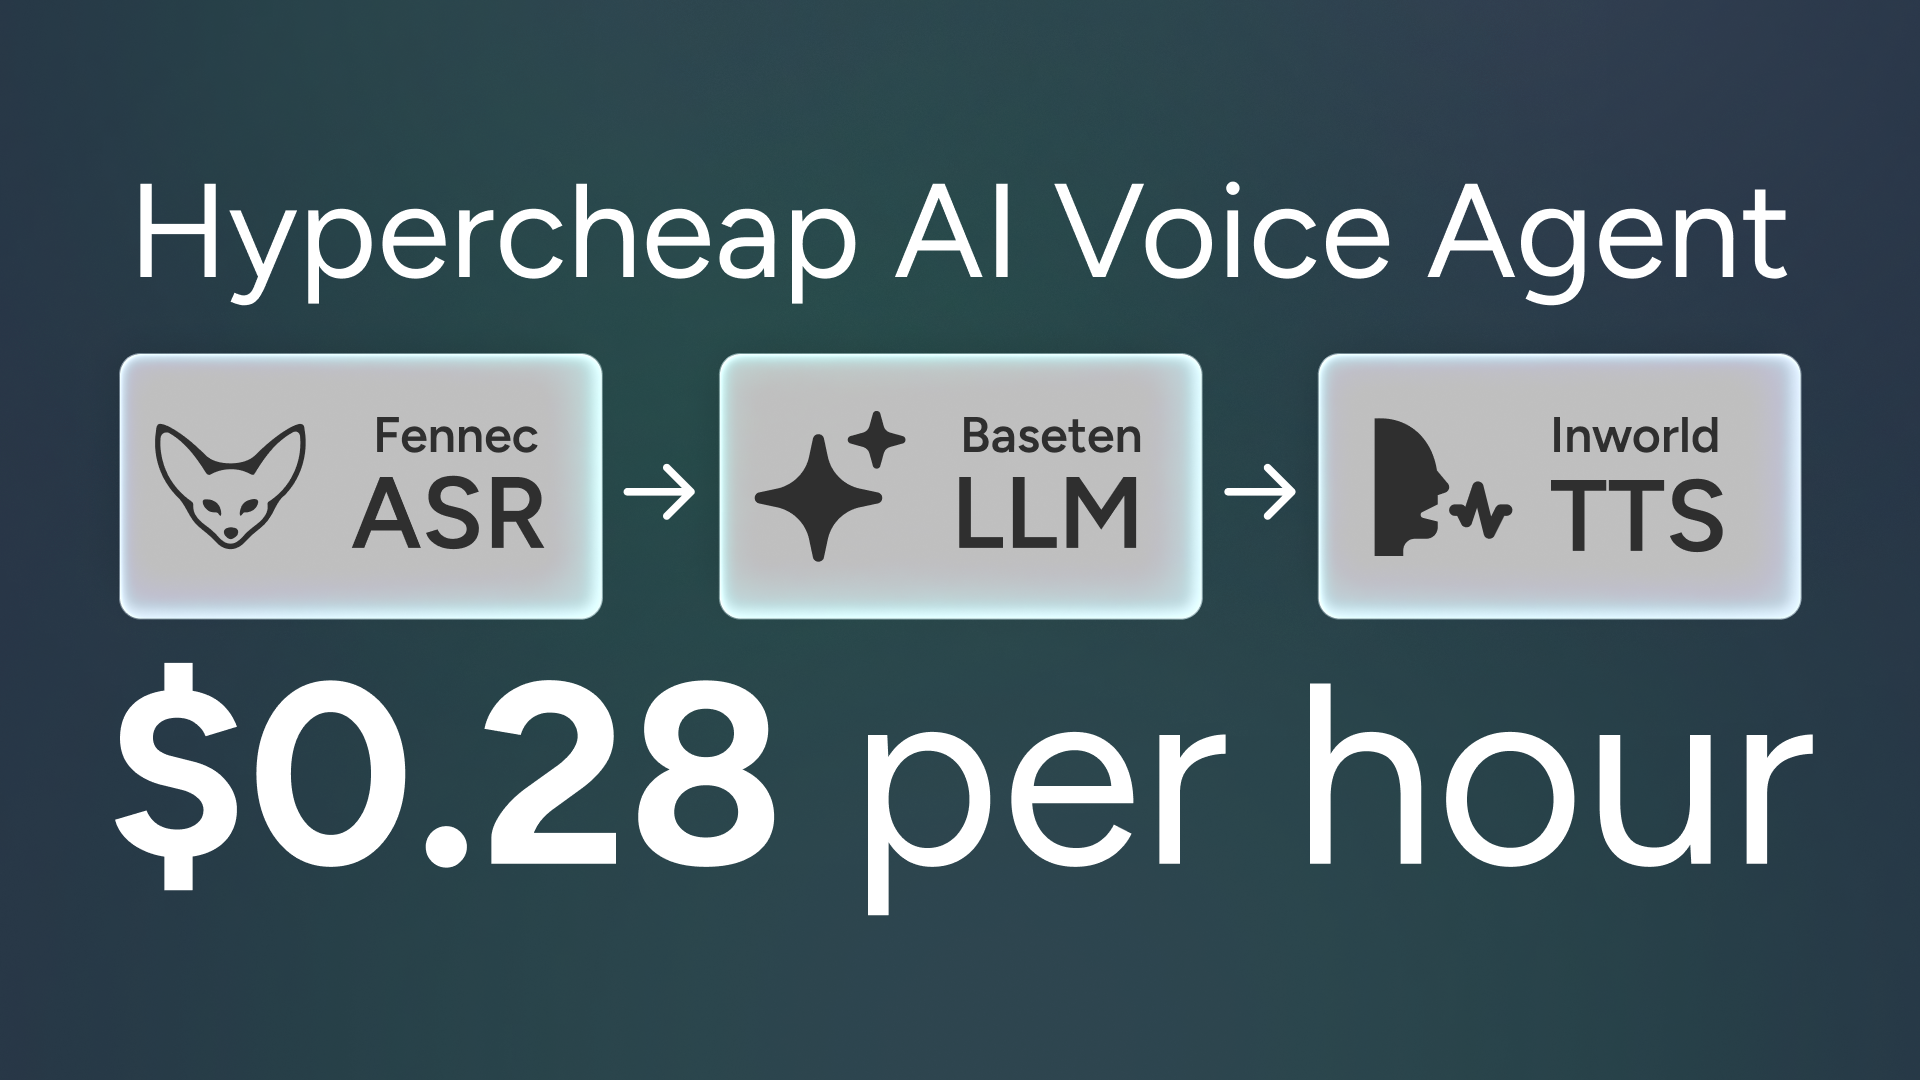 Hypercheap AI Voice Agent
Fennec
ASR
Baseten
LLM
Inworld
TTS
$0.28 per hour